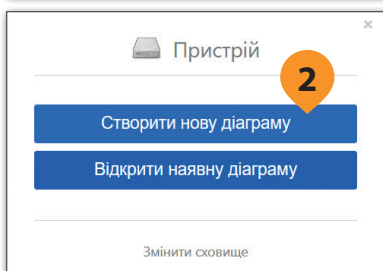 ×
Пристрій
2
Створити нову діаграму
Відкрити наявну діаграму
Змінити сховище